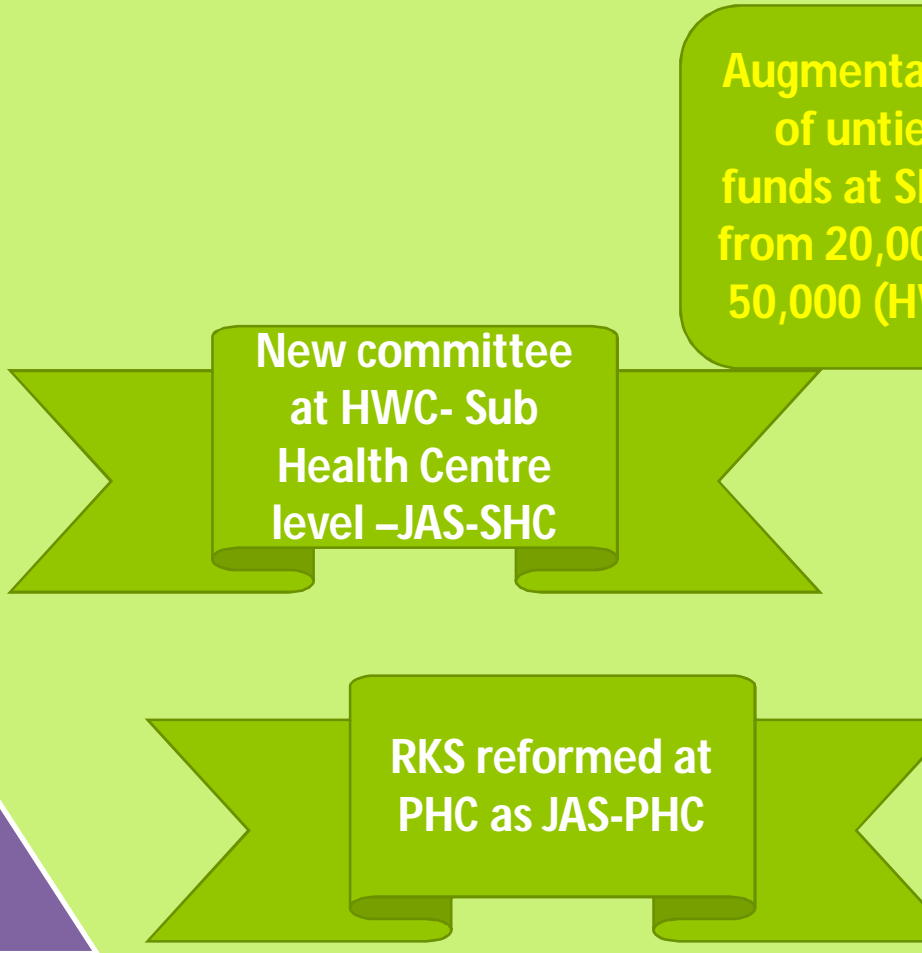 Augmenta
of untie
funds at S
from 20,00
50,000 (H
New committee
at HWC- Sub
Health Centre
level –JAS-SHC
RKS reformed at
PHC as JAS-PHC